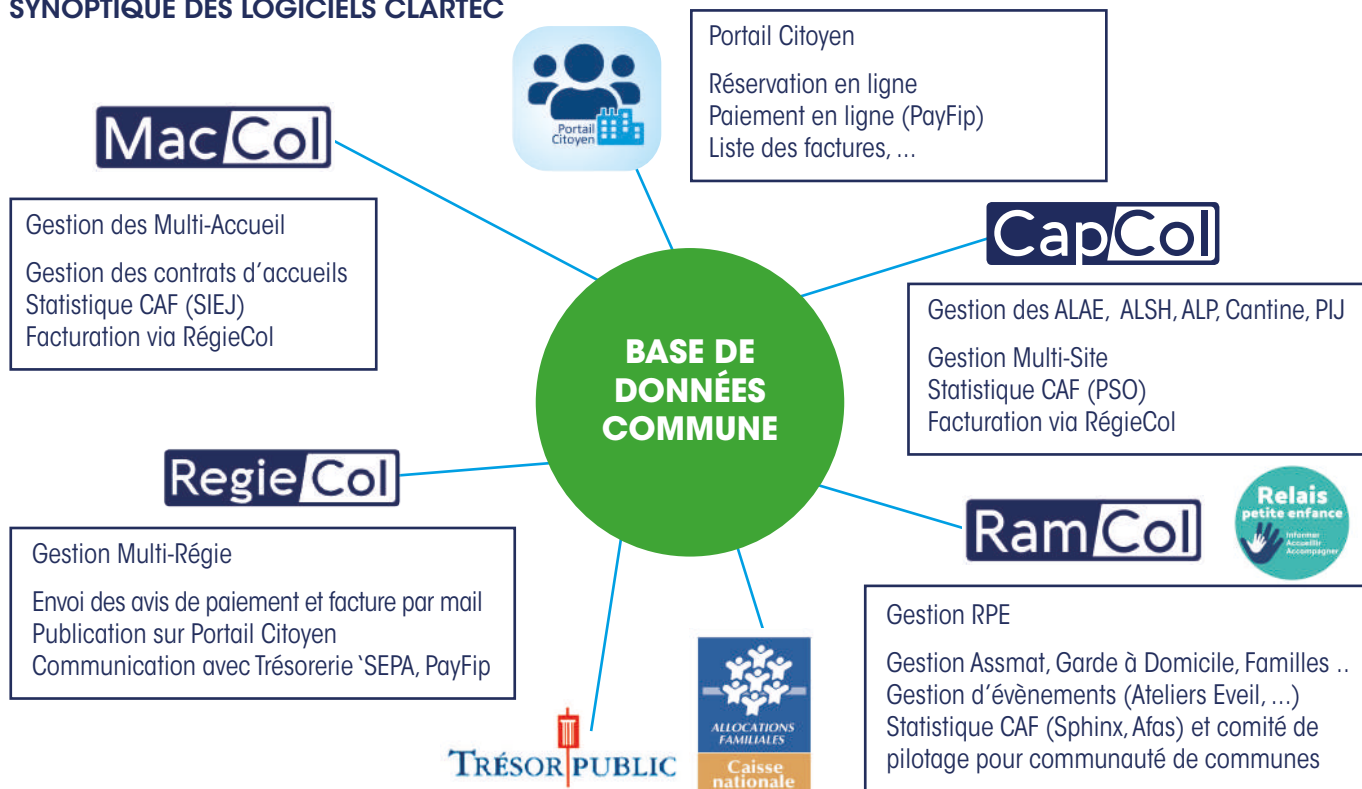 SYNOPTIQUE DES LOGICIELS CLARTEC
Portail
Citoyen
Portail Citoyen
Réservation en ligne
Paiement en ligne (PayFip)
Liste des factures, ...
MacCol
Gestion des Multi-Accueil
Gestion des contrats d'accueils
Statistique CAF (SIEJ)
Facturation via RégieCol
CapCol
Gestion des ALAE, ALSH, ALP, Cantine, PIJ
Gestion Multi-Site
Statistique CAF (PSO)
Facturation via RégieCol
BASE DE
DONNÉES
COMMUNE
RegieCol
Gestion Multi-Régie
Envoi des avis de paiement et facture par mail
Publication sur Portail Citoyen
Communication avec Trésorerie `SEPA, PayFip
RamCol
Relais
petite enfance
Informer
Accueillir
Accompagner
Gestion RPE
Gestion Assmat, Garde à Domicile, Familles ..
Gestion d'évènements (Ateliers Eveil, ...)
Statistique CAF (Sphinx, Afas) et comité de
pilotage pour communauté de communes
TRÉSOR PUBLIC
ALLOCATIONS
FAMILIALES
Caisse
nationale